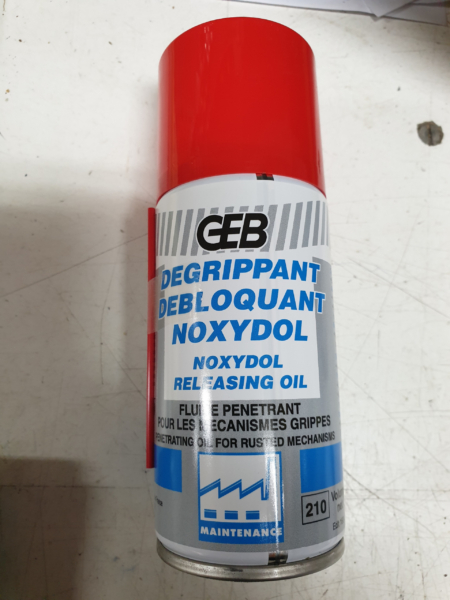 GEB
DEGRIPPANT
DEBLOQUANT
NOXYDOL
NOXYDOL
RELEASING OIL
FLUIDE PENETRANT
POUR LES MECANISMES GRIPPES
PENETRATING OIL FOR RUSTED MECHANISMS
MAINTENANCE
210